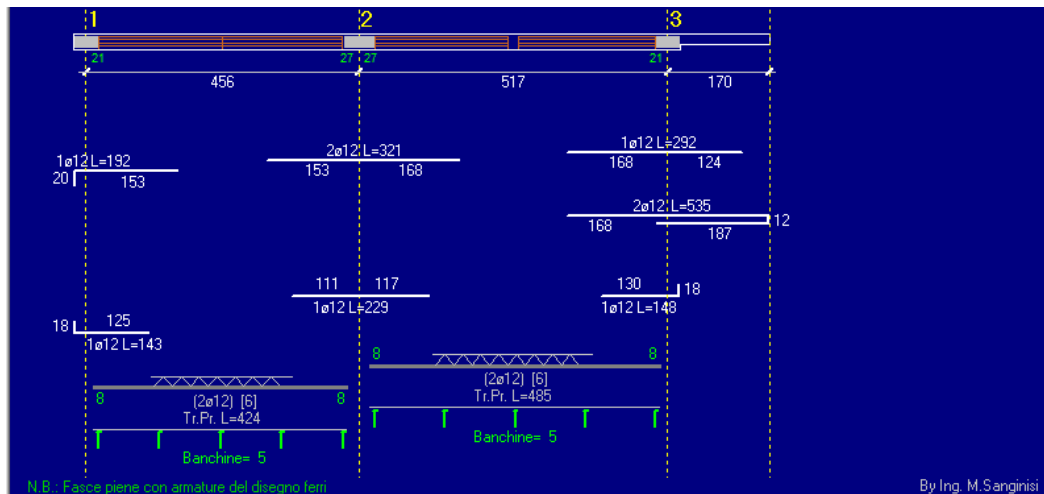 1 2 3
21 27 27 21
456 517 170
1ø12 L=192
20 153
2ø12 L=321
153 168
1ø12 L=292
168 124
2ø12 L=535
168 187 12
111 117
1ø12 L=229
130 18
1ø12 L=148
18 125
1ø12 L=143
8 8
(2ø12) [6]
Tr.Pr. L=424
Banchine= 5
8 8
(2ø12) [6]
Tr.Pr. L=485
Banchine= 5
N.B.: Fasce piene con armature del disegno ferri
By Ing. M.Sanginisi